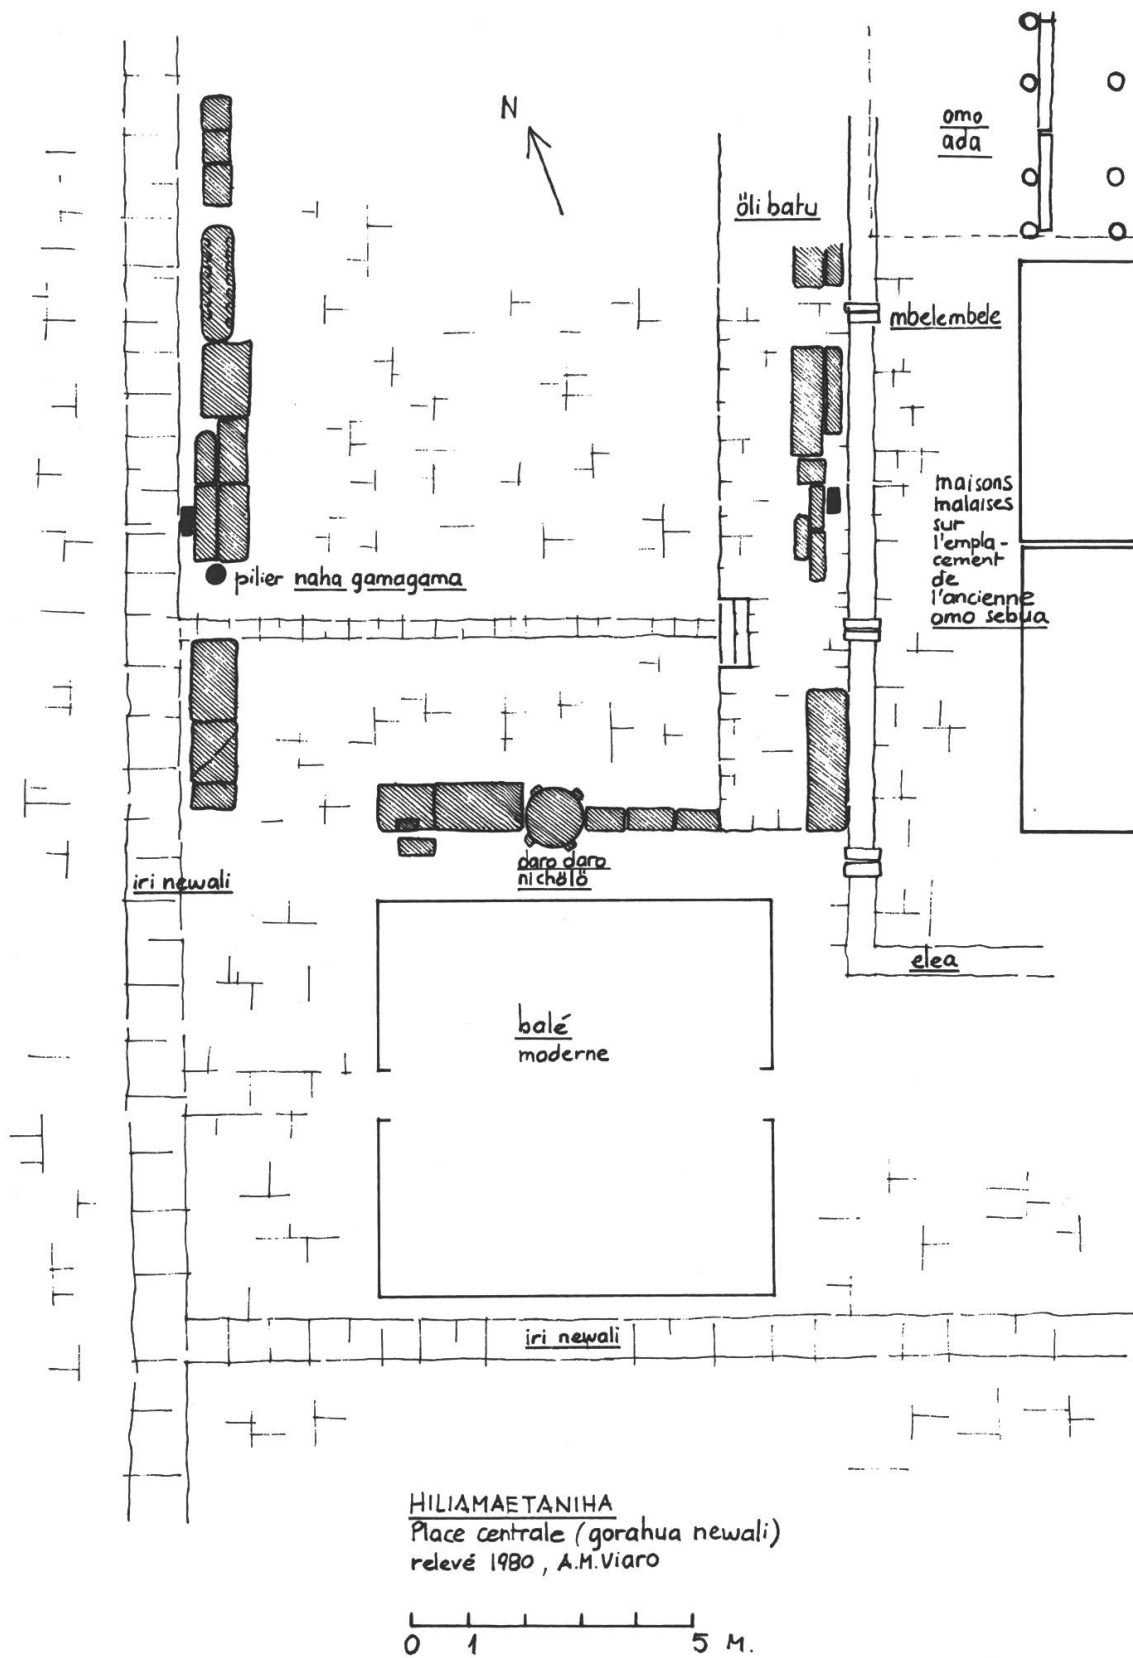 N
omo
ada
öli batu
mbelembele
maisons
malaises
sur
l'empla-
cement
de
l'ancienne
omo sebua
pilier naha gamagama
iri newali
daro daro
nichölö
elea
balé
moderne
iri newali
HILIAMAETANIHA
Place centrale (gorahua newali)
relevé 1980, A.M.Viaro
0 1 5 M.